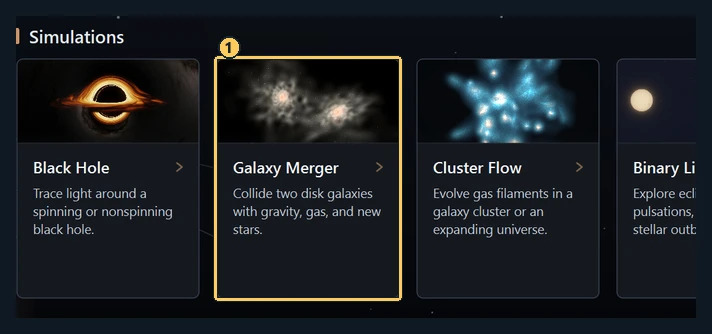 Simulations
1
Black Hole
Trace light around a
spinning or nonspinning
black hole.
Galaxy Merger
Collide two disk galaxies
with gravity, gas, and new
stars.
Cluster Flow
Evolve gas filaments in a
galaxy cluster or an
expanding universe.
Binary Li
Explore ecli
pulsations,
stellar outb